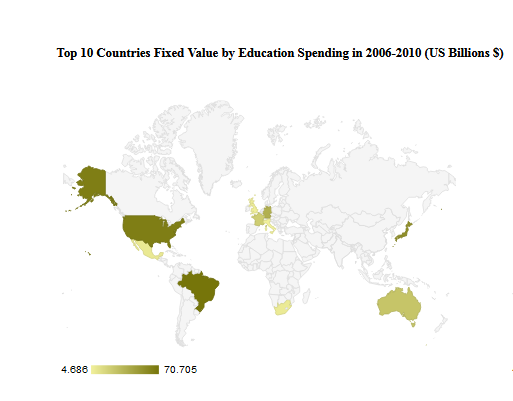 Top 10 Countries Fixed Value by Education Spending in 2006-2010 (US Billions $)
4.686 70.705